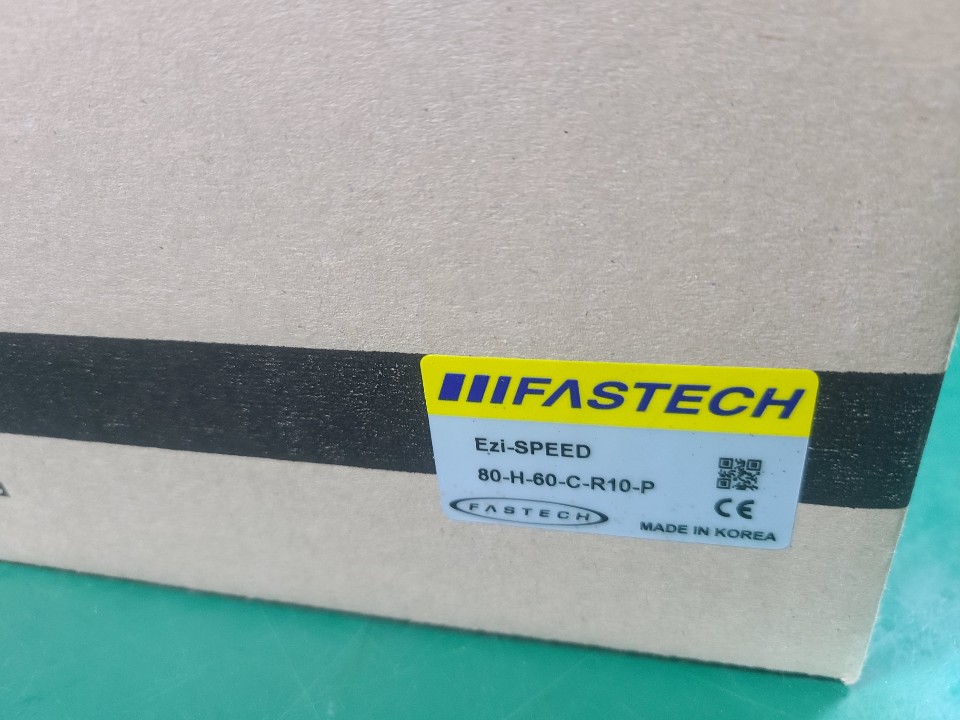 FASTECH
Ezi-SPEED
80-H-60-C-R10-P
FASTECH
CE
MADE IN KOREA